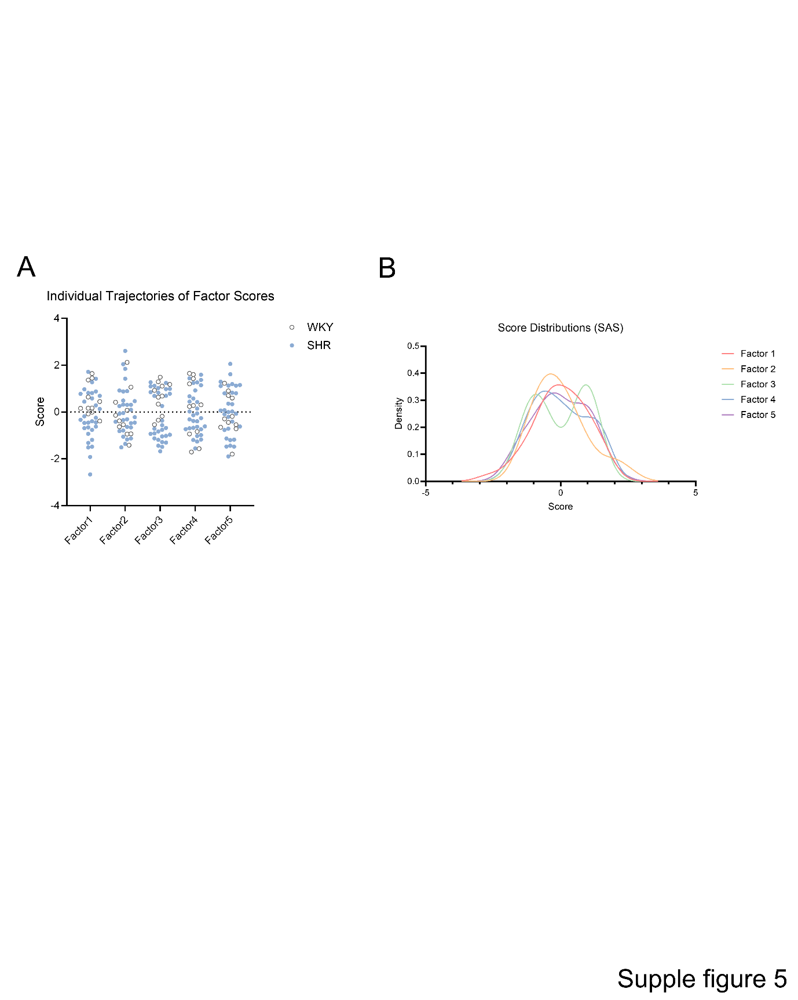 A
B
Individual Trajectories of Factor Scores
4
2
0
-2
-4
Score
Factor1
Factor2
Factor3
Factor4
Factor5
WKY
SHR
Score Distributions (SAS)
0.5
0.4
0.3
0.2
0.1
0.0
Density
-5
0
5
Score
Factor 1
Factor 2
Factor 3
Factor 4
Factor 5
Supple figure 5